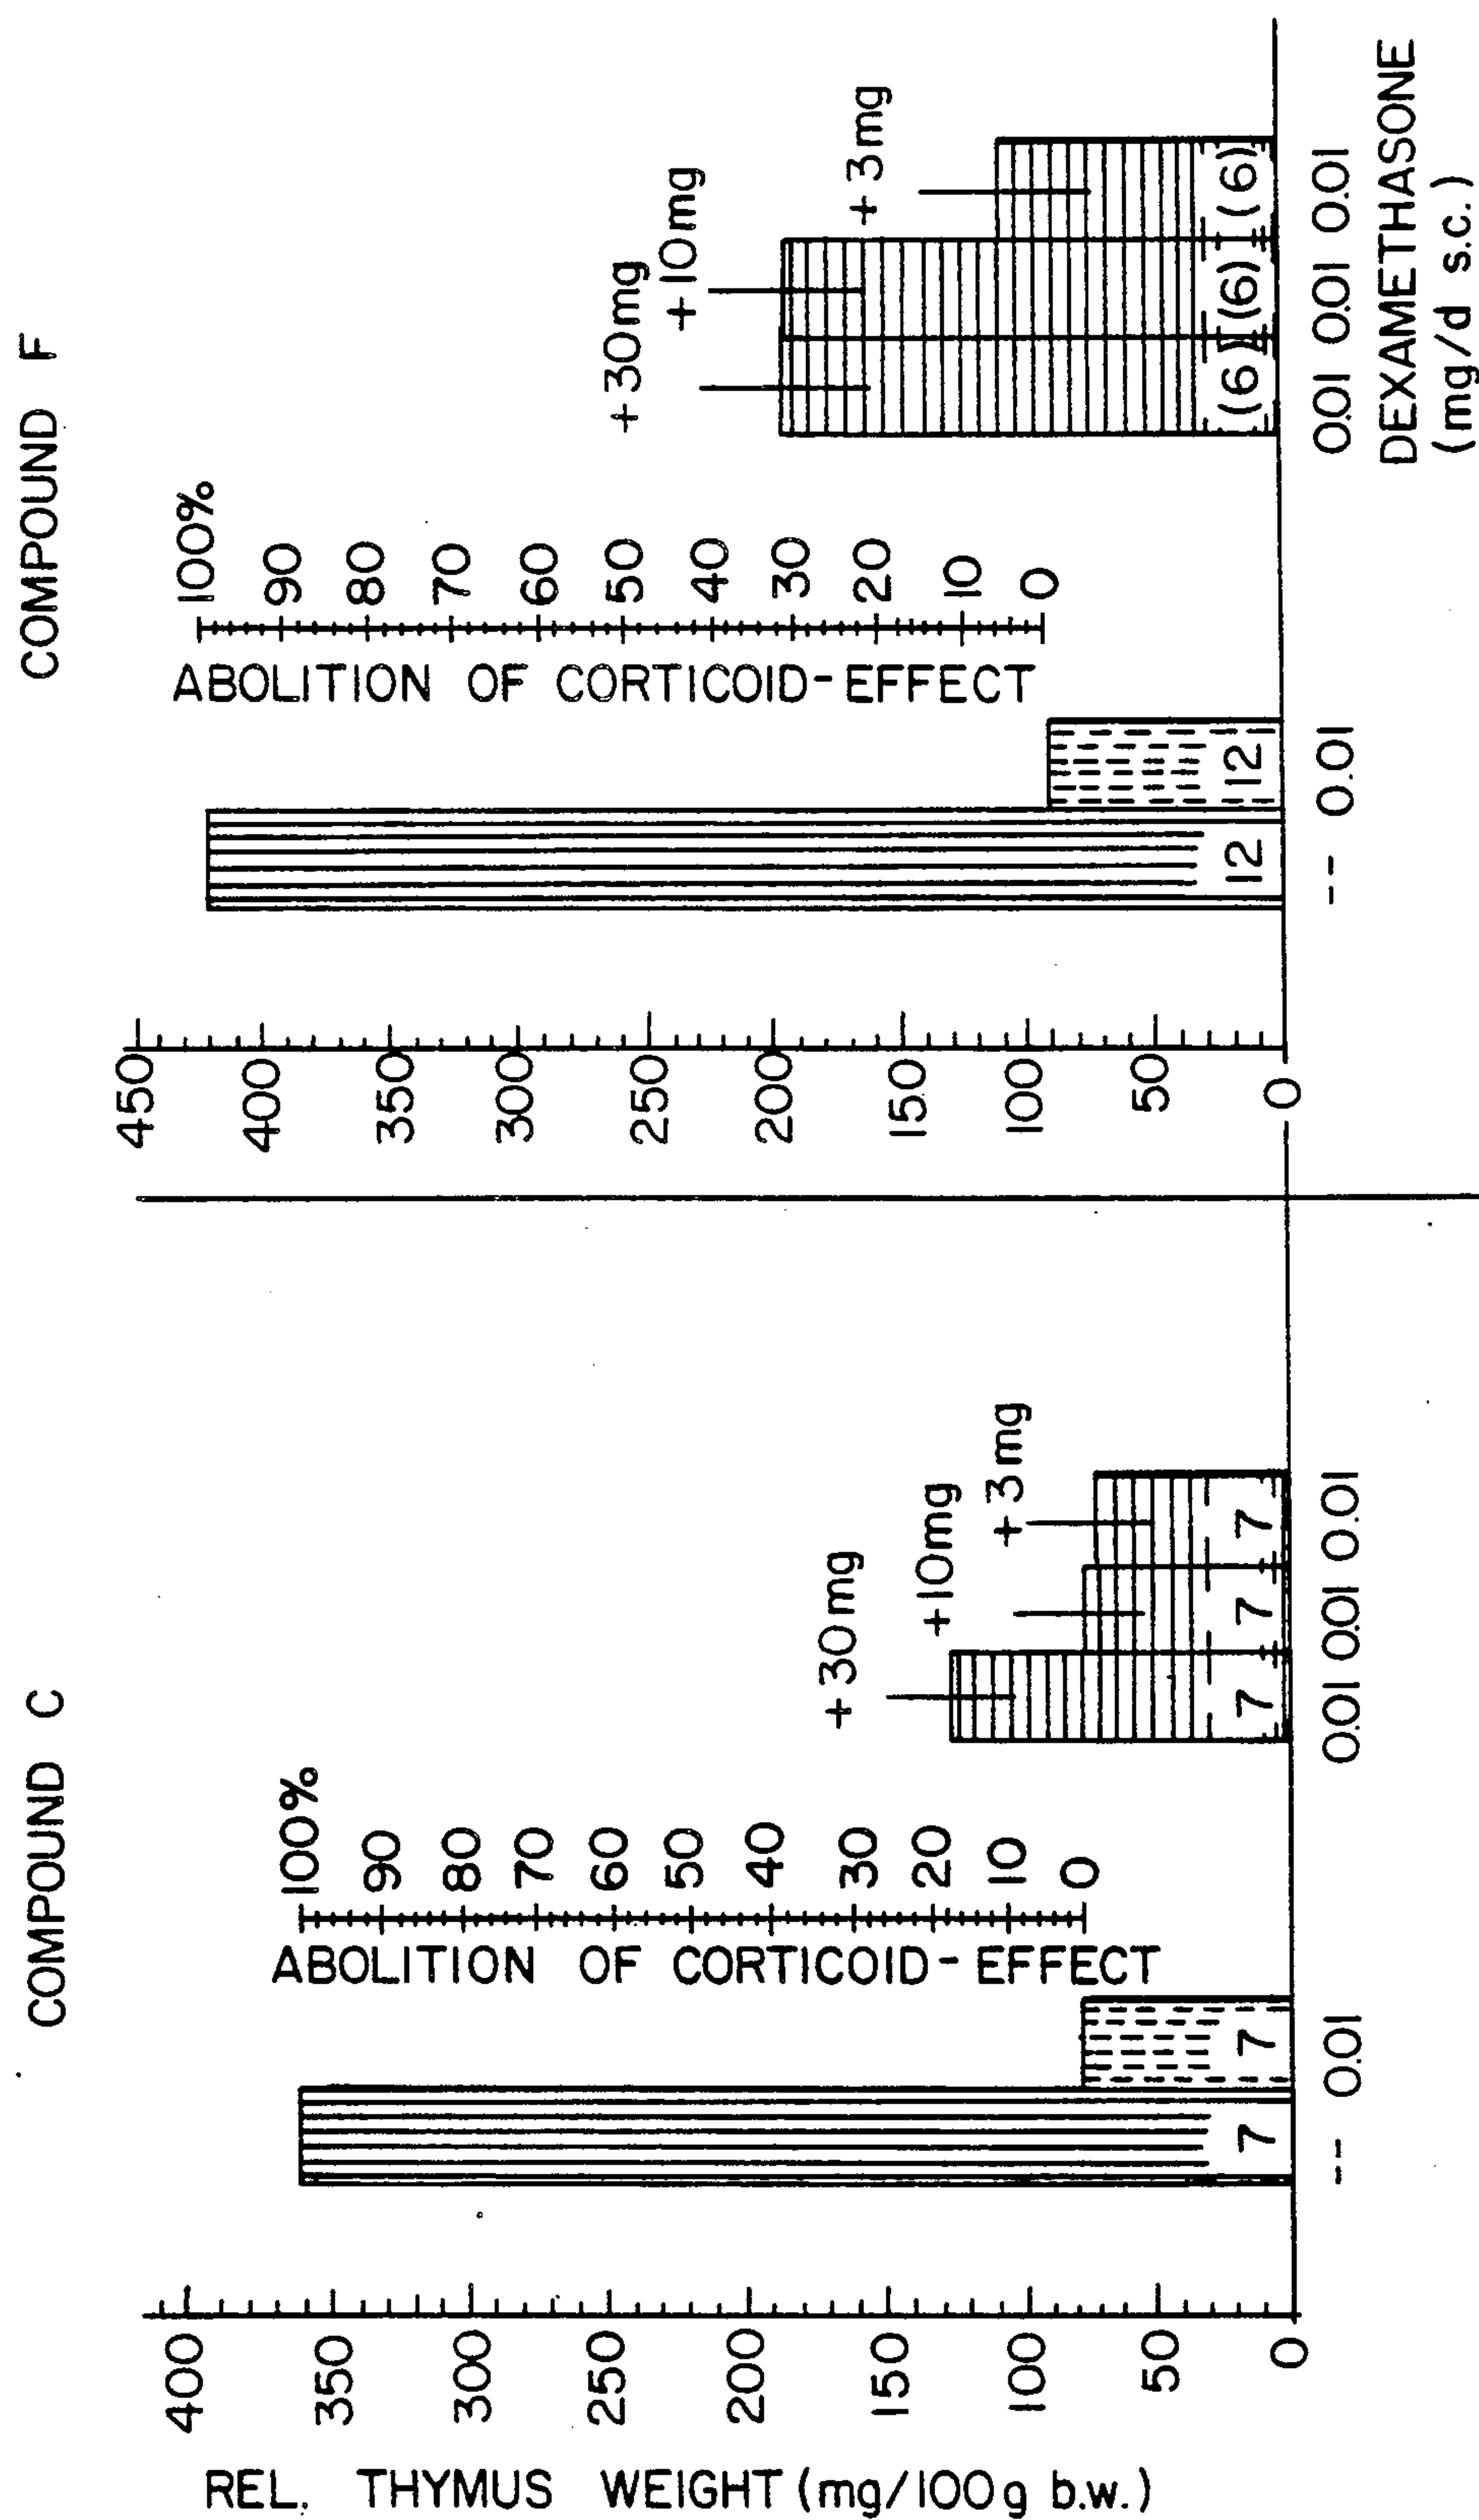 COMPOUND C
REL. THYMUS WEIGHT (mg/100g b.w.)
400
350
300
250
200
150
100
50
0
ABOLITION OF CORTICOID-EFFECT
100%
90
80
70
60
50
40
30
20
10
0
+30mg
+10mg
+3mg
7 7 7 7 7
-- 0.01 0.01 0.01 0.01
COMPOUND F
450
400
350
300
250
200
150
100
50
0
ABOLITION OF CORTICOID-EFFECT
100%
90
80
70
60
50
40
30
20
10
0
+30mg
+10mg
+3mg
12 12 (6) (6) (6)
-- 0.01 0.01 0.01 0.01
DEXAMETHASONE
(mg/d s.c.)